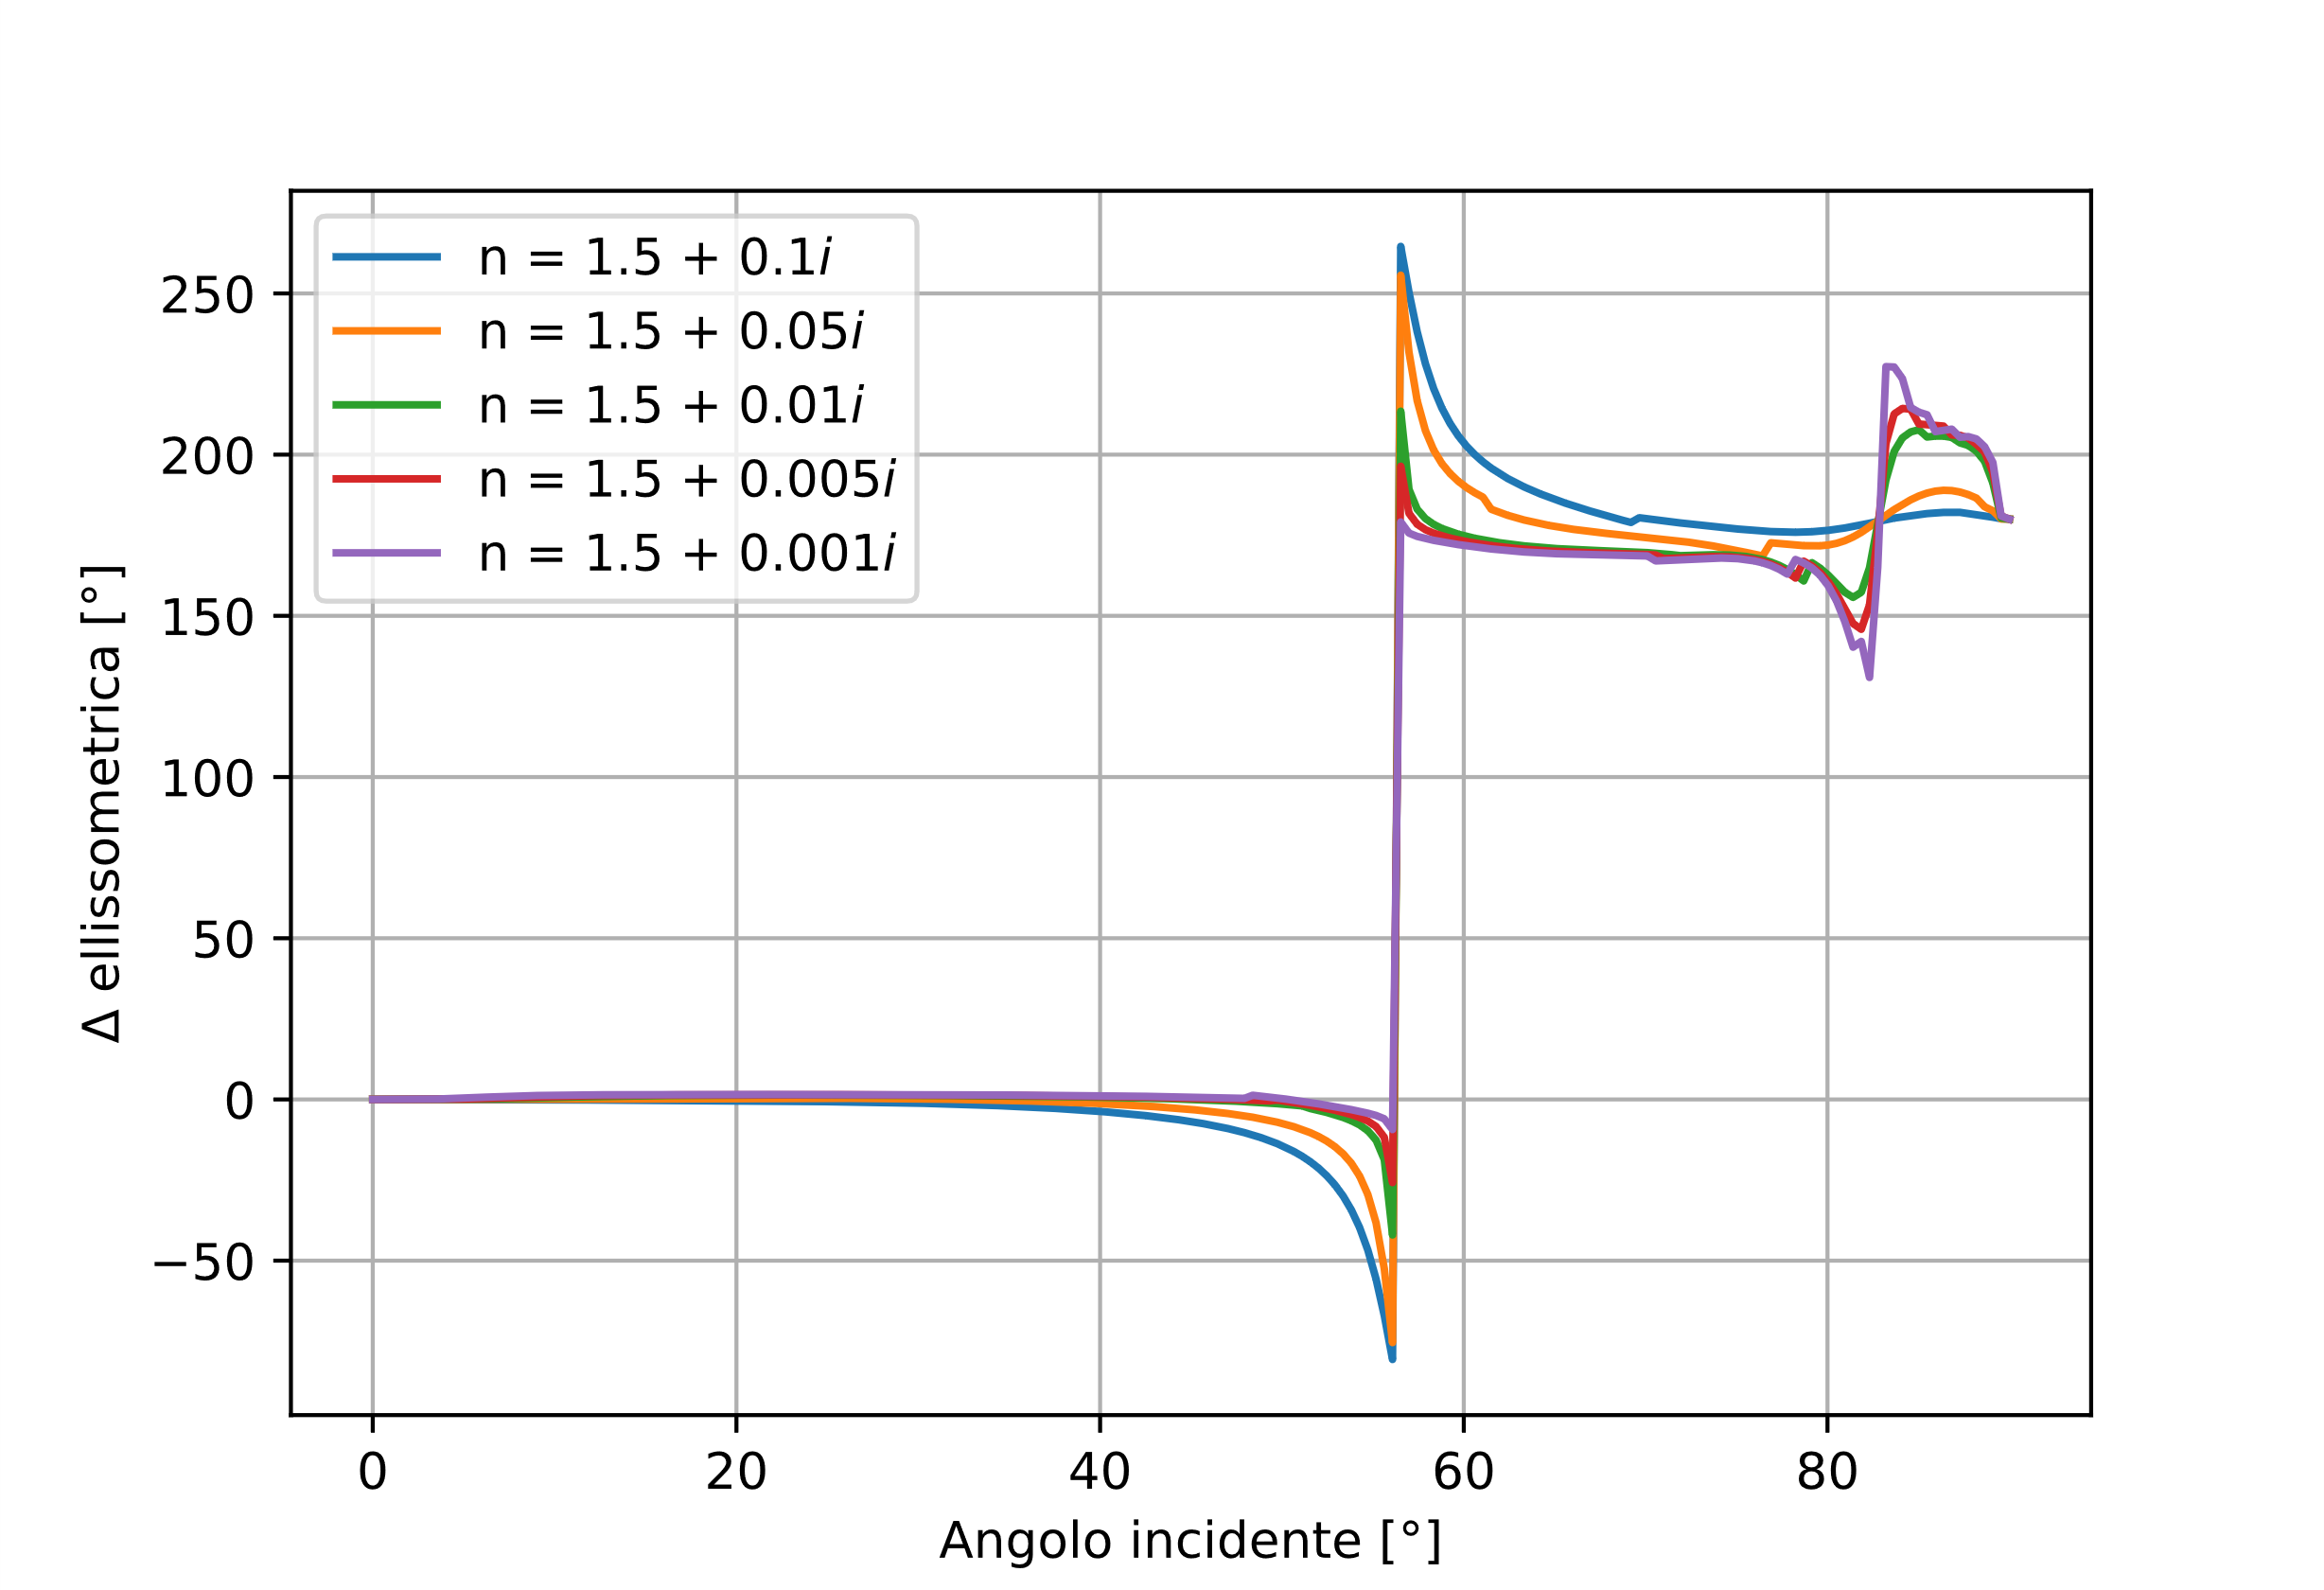 n = 1.5 + 0.1i
n = 1.5 + 0.05i
n = 1.5 + 0.01i
n = 1.5 + 0.005i
n = 1.5 + 0.001i
250
200
150
100
50
0
−50
Δ ellissometrica [°]
0 20 40 60 80
Angolo incidente [°]